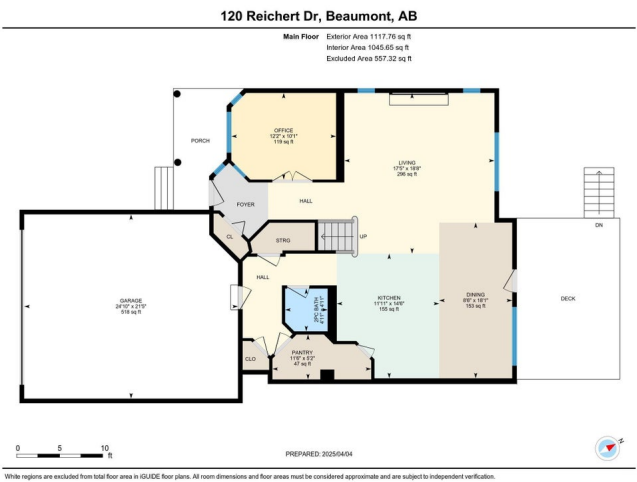 120 Reichert Dr, Beaumont, AB
Main Floor Exterior Area 1117.76 sq ft
Interior Area 1045.65 sq ft
Excluded Area 557.32 sq ft
PORCH
OFFICE
12'2" x 10'1"
119 sq ft
LIVING
17'5" x 19'8"
296 sq ft
FOYER
HALL
DN
CL
STRG
UP
HALL
GARAGE
24'10" x 21'5"
518 sq ft
2PC BATH
4'11" x 4'11"
KITCHEN
11'11" x 14'6"
155 sq ft
DINING
8'8" x 18'1"
153 sq ft
DECK
CLO
PANTRY
11'6" x 5'2"
47 sq ft
0 5 10
ft
PREPARED: 2025/04/04
N
White regions are excluded from total floor area in iGUIDE floor plans. All room dimensions and floor areas must be considered approximate and are subject to independent verification.